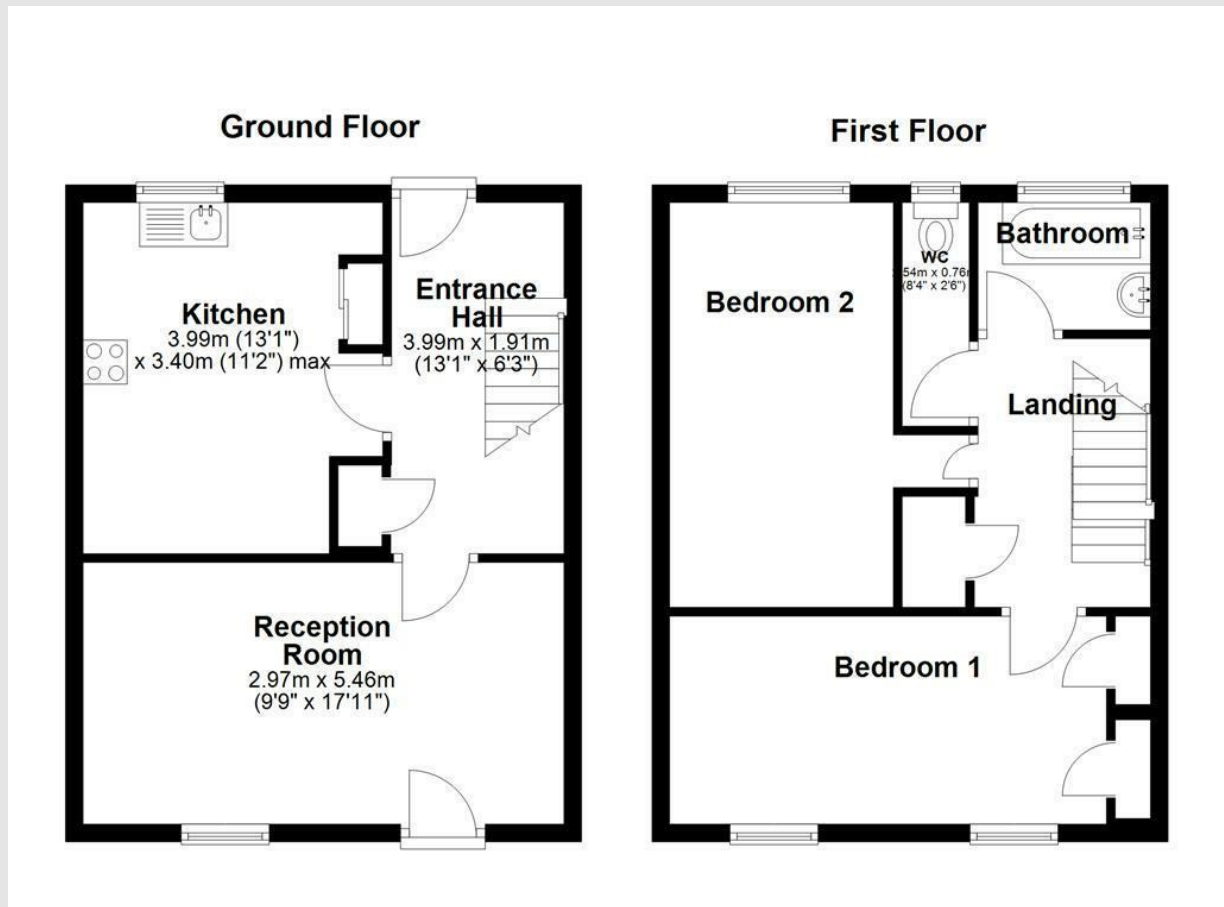 Ground Floor
First Floor
Kitchen
3.99m (13'1")
x 3.40m (11'2") max
Entrance
Hall
3.99m x 1.91m
(13'1" x 6'3")
Reception
Room
2.97m x 5.46m
(9'9" x 17'11")
Bedroom 2
WC
x 0.76m
(8'4" x 2'6")
Bathroom
Landing
Bedroom 1